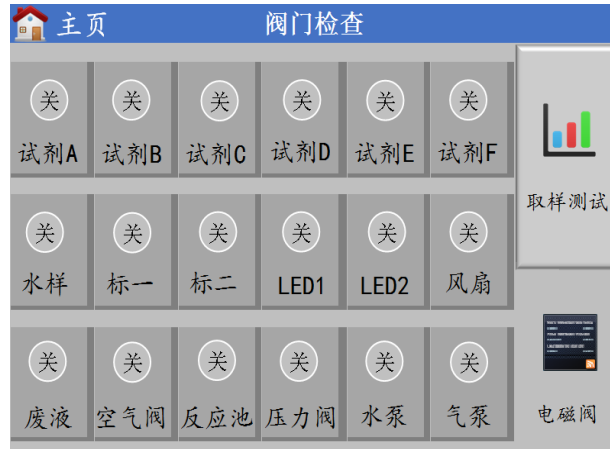 主页 阀门检查
关 关 关 关 关 关
试剂A 试剂B 试剂C 试剂D 试剂E 试剂F
取样测试
关 关 关 关 关 关
水样 标一 标二 LED1 LED2 风扇
关 关 关 关 关 关
废液 空气阀 反应池 压力阀 水泵 气泵
电磁阀